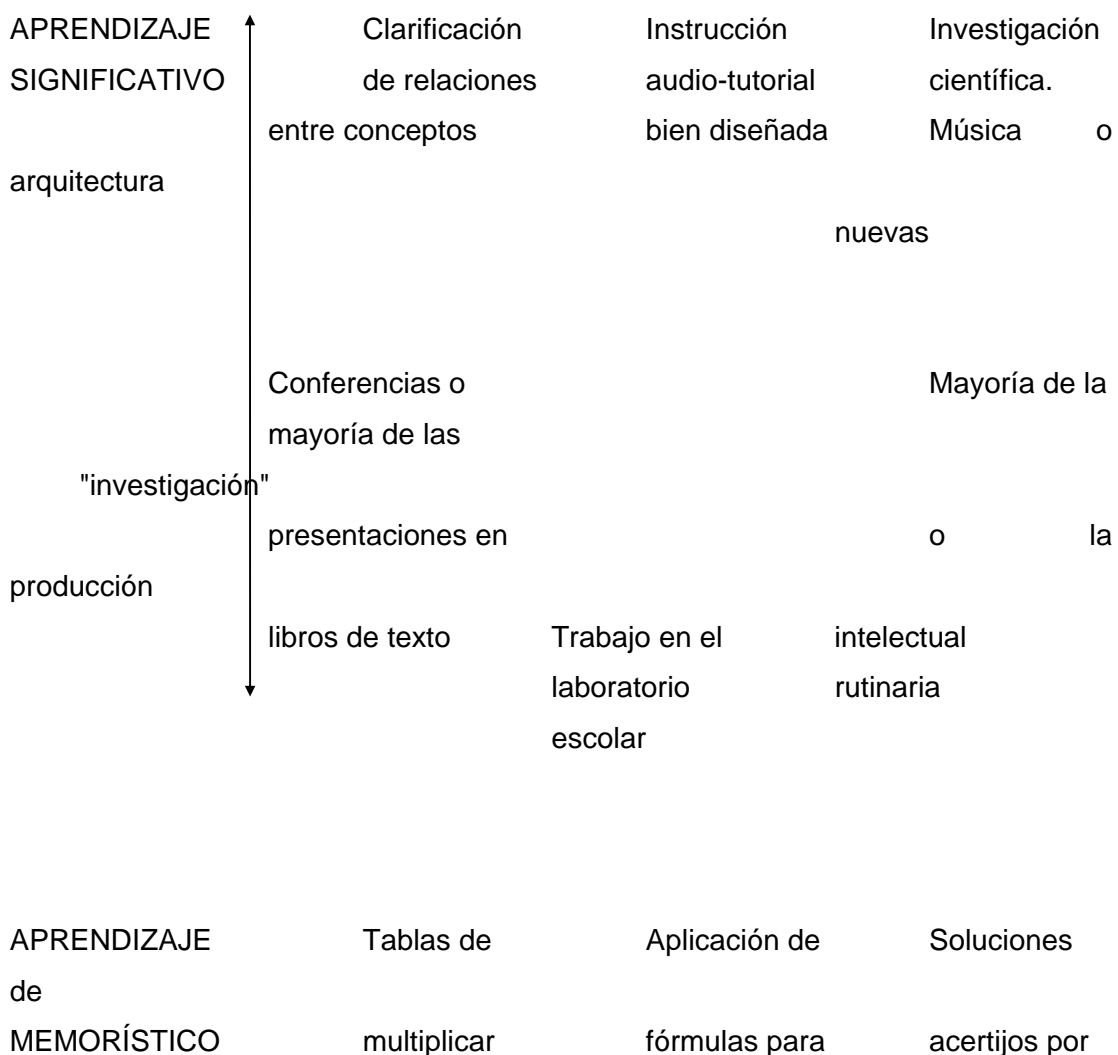 APRENDIZAJE Clarificación Instrucción Investigación
SIGNIFICATIVO de relaciones audio-tutorial científica.
entre conceptos bien diseñada Música o
arquitectura
nuevas
Conferencias o Mayoría de la
mayoría de las
"investigación"
presentaciones en o la
producción
libros de texto Trabajo en el intelectual
laboratorio rutinaria
escolar
APRENDIZAJE Tablas de Aplicación de Soluciones
de
MEMORÍSTICO multiplicar fórmulas para acertijos por